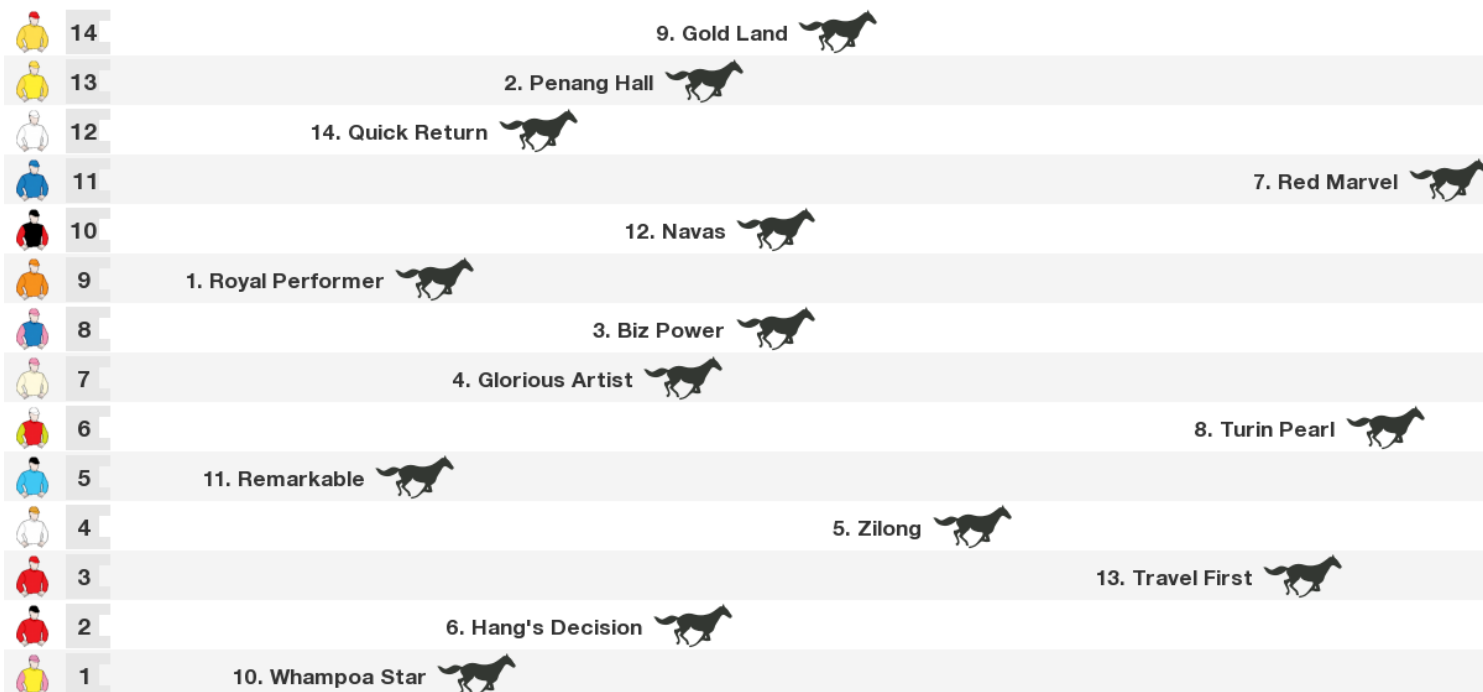 14 9. Gold Land
13 2. Penang Hall
12 14. Quick Return
11 7. Red Marvel
10 12. Navas
9 1. Royal Performer
8 3. Biz Power
7 4. Glorious Artist
6 8. Turin Pearl
5 11. Remarkable
4 5. Zilong
3 13. Travel First
2 6. Hang's Decision
1 10. Whampoa Star